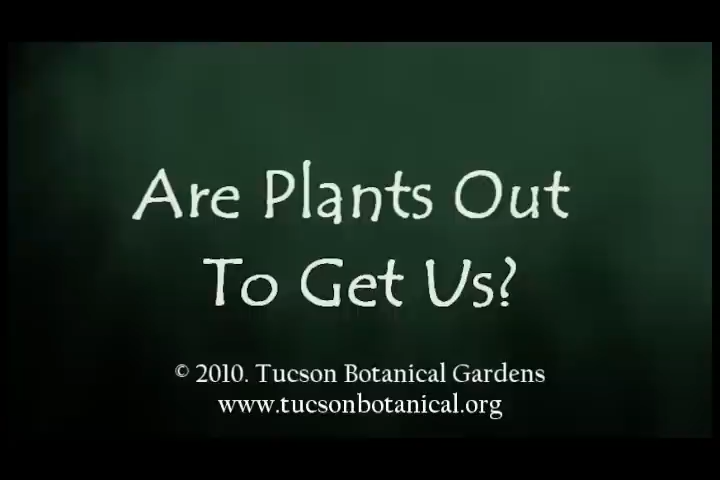 Are Plants Out
To Get Us?
© 2010. Tucson Botanical Gardens
www.tucsonbotanical.org